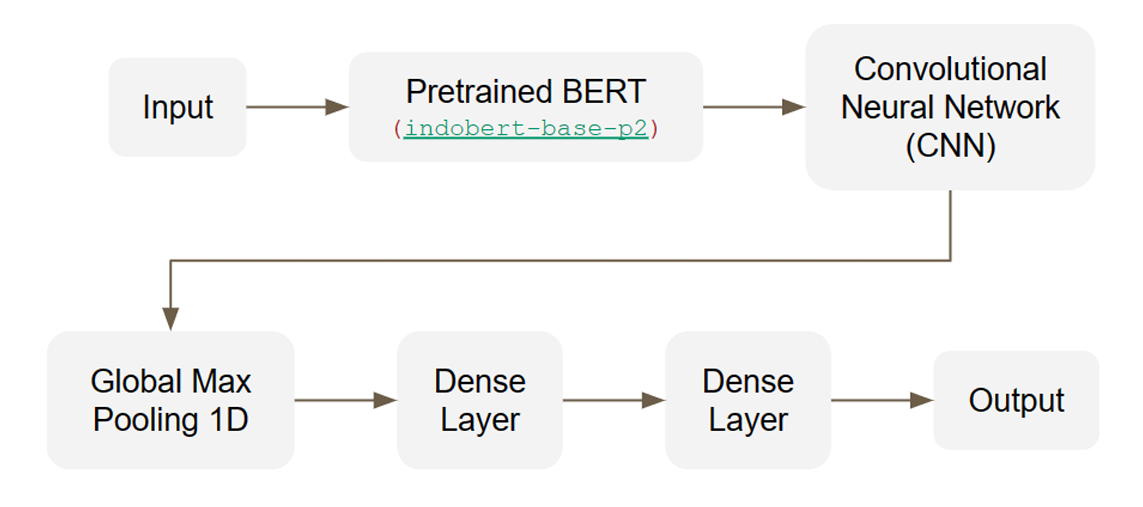 Input
Pretrained BERT
(indobert-base-p2)
Convolutional
Neural Network
(CNN)
Global Max
Pooling 1D
Dense
Layer
Dense
Layer
Output